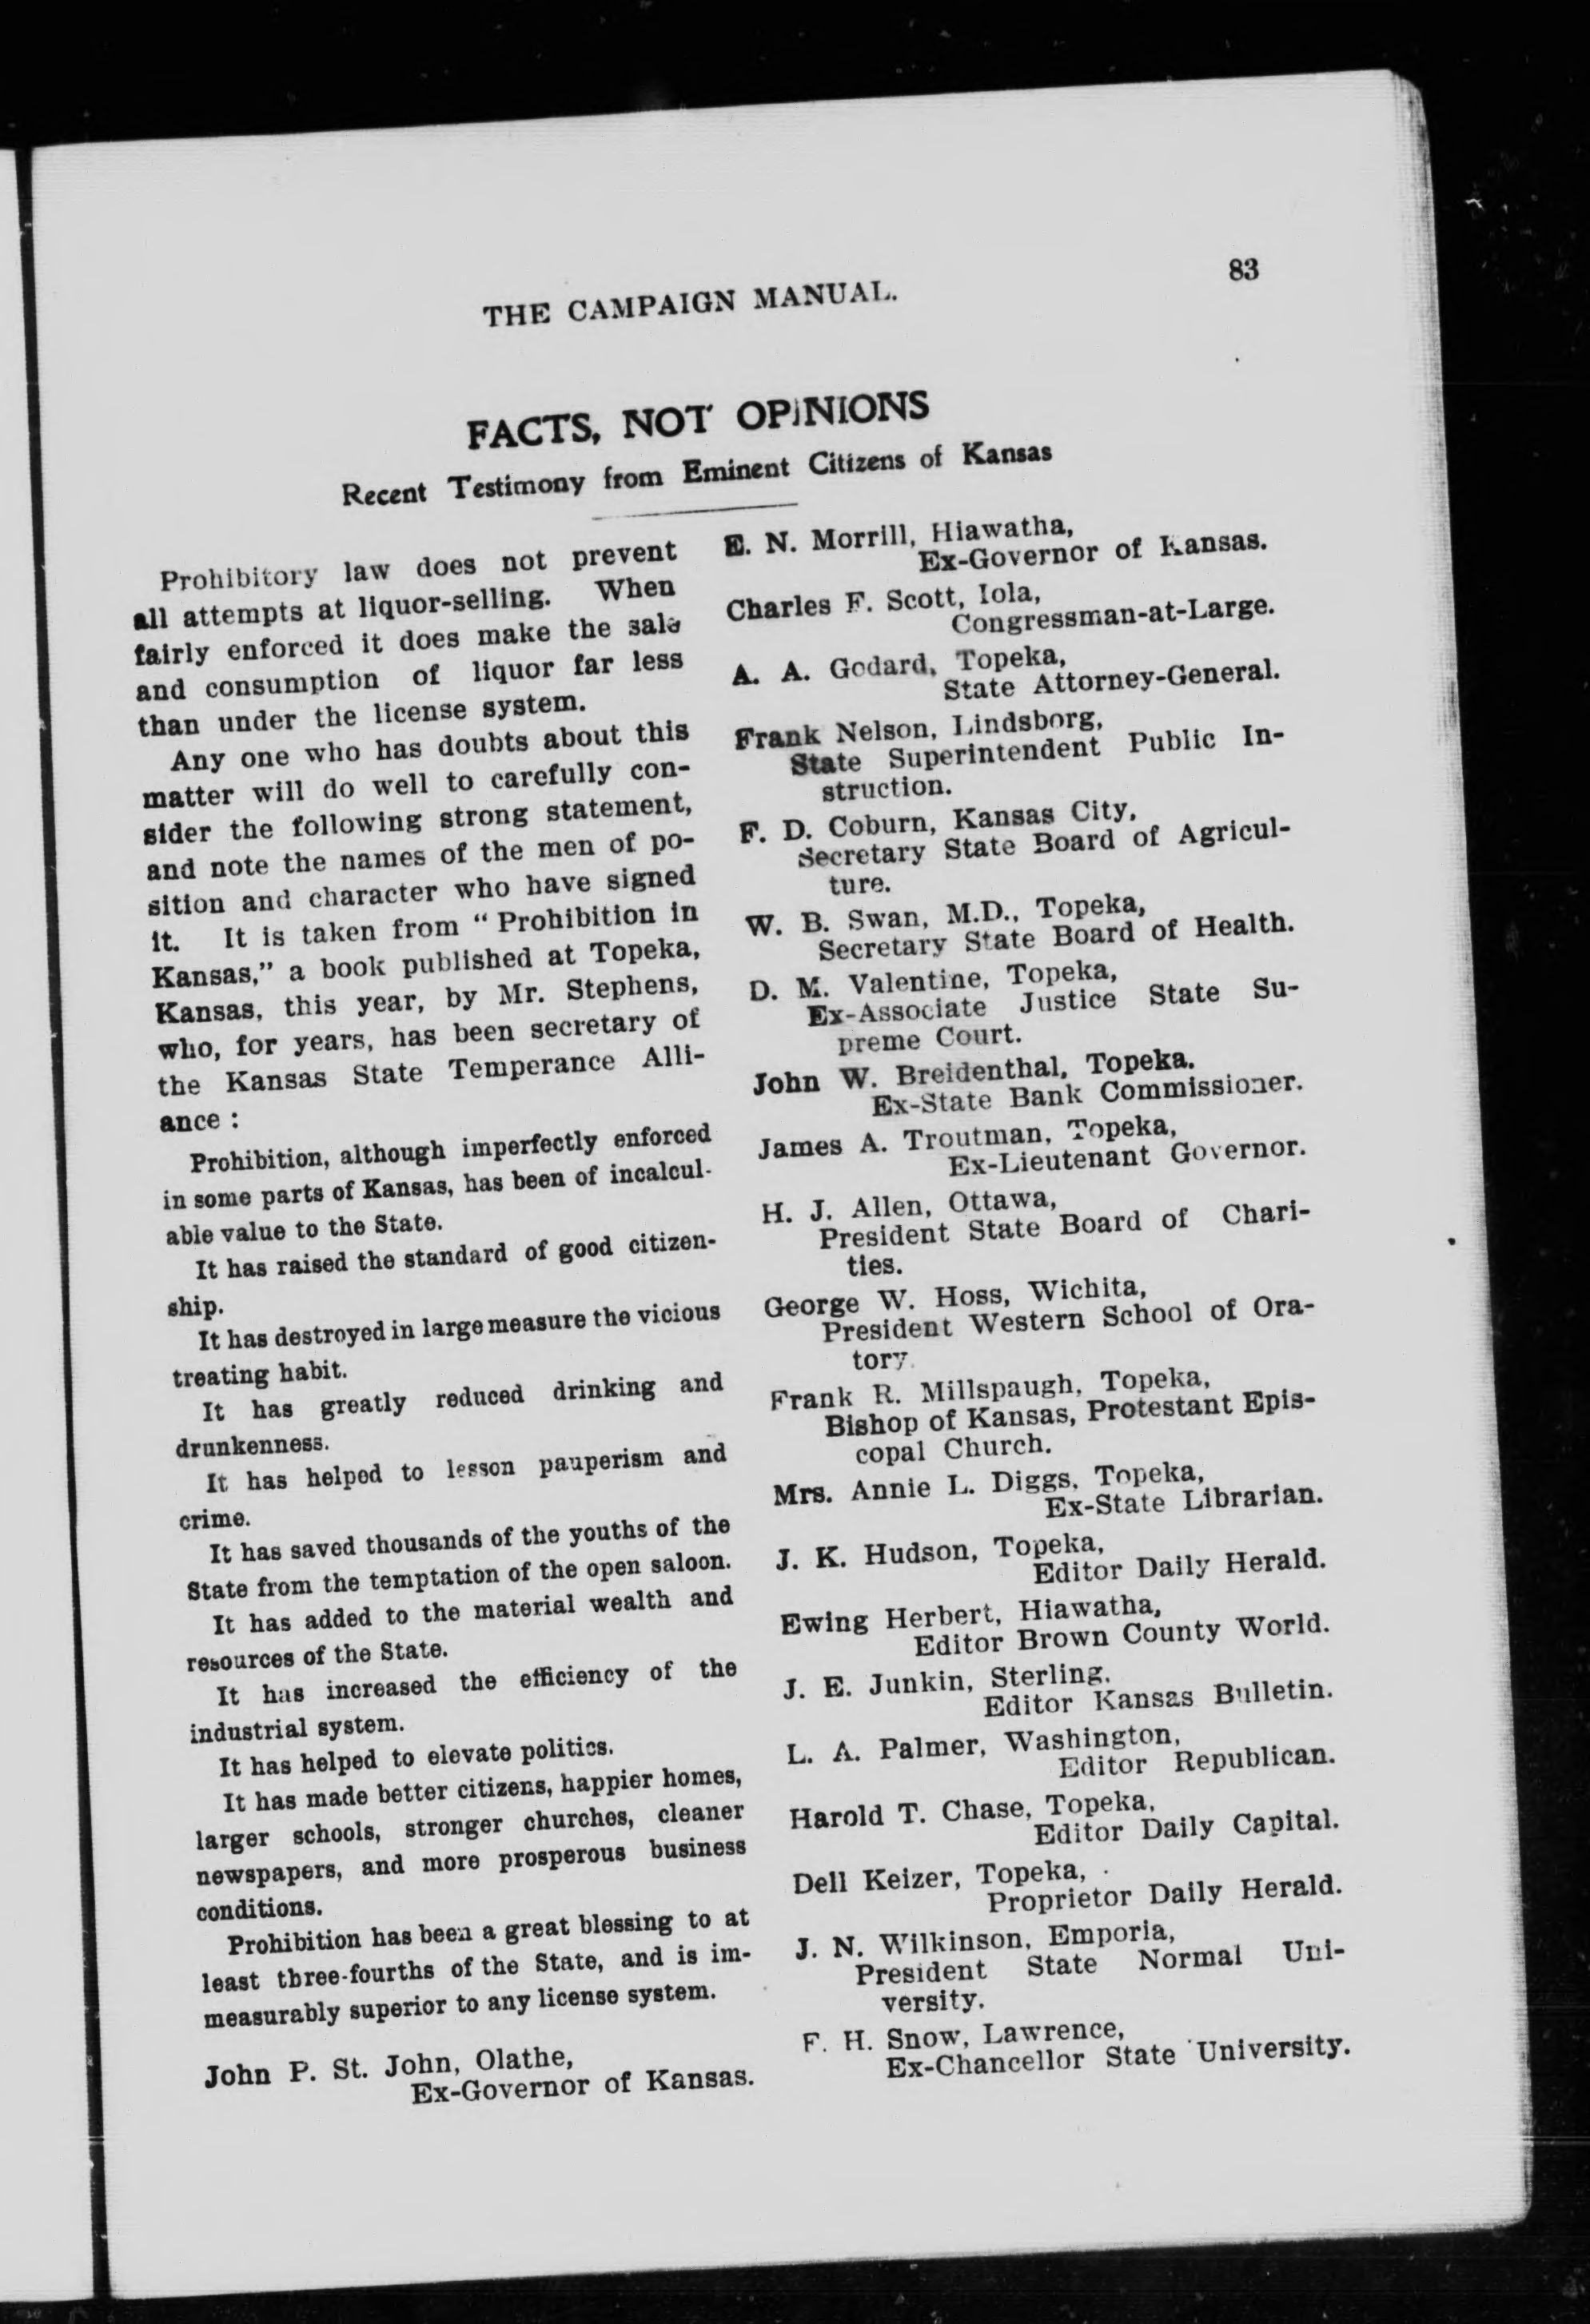 THE CAMPAIGN MANUAL.
83
FACTS, NOT OPINIONS
Recent Testimony from Eminent Citizens of Kansas
Prohibitory law does not prevent
all attempts at liquor-selling. When
fairly enforced it does make the sale
and consumption of liquor far less
than under the license system.
Any one who has doubts about this
matter will do well to carefully con-
sider the following strong statement,
and note the names of the men of po-
sition and character who have signed
it. It is taken from "Prohibition in
Kansas," a book published at Topeka,
Kansas, this year, by Mr. Stephens,
who, for years, has been secretary of
the Kansas State Temperance Alli-
ance :
Prohibition, although imperfectly enforced
in some parts of Kansas, has been of incalcul-
able value to the State.
It has raised the standard of good citizen-
ship.
It has destroyed in large measure the vicious
treating habit.
It has greatly reduced drinking and
drunkenness.
It has helped to lesson pauperism and
crime.
It has saved thousands of the youths of the
State from the temptation of the open saloon.
It has added to the material wealth and
resources of the State.
It has increased the efficiency of the
industrial system.
It has helped to elevate politics.
It has made better citizens, happier homes,
larger schools, stronger churches, cleaner
newspapers, and more prosperous business
conditions.
Prohibition has been a great blessing to at
least three-fourths of the State, and is im-
measurably superior to any license system.
John P. St. John, Olathe,
Ex-Governor of Kansas.
E. N. Morrill, Hiawatha,
Ex-Governor of Kansas.
Charles F. Scott, Iola,
Congressman-at-Large.
A. A. Godard, Topeka,
State Attorney-General.
Frank Nelson, Lindsborg,
State Superintendent Public In-
struction.
F. D. Coburn, Kansas City,
Secretary State Board of Agricul-
ture.
W. B. Swan, M.D., Topeka,
Secretary State Board of Health.
D. M. Valentine, Topeka,
Ex-Associate Justice State Su-
preme Court.
John W. Breidenthal, Topeka.
Ex-State Bank Commissioner.
James A. Troutman, Topeka,
Ex-Lieutenant Governor.
H. J. Allen, Ottawa,
President State Board of Chari-
ties.
George W. Hoss, Wichita,
President Western School of Ora-
tory.
Frank R. Millspaugh, Topeka,
Bishop of Kansas, Protestant Epis-
copal Church.
Mrs. Annie L. Diggs, Topeka,
Ex-State Librarian.
J. K. Hudson, Topeka,
Editor Daily Herald.
Ewing Herbert, Hiawatha,
Editor Brown County World.
J. E. Junkin, Sterling,
Editor Kansas Bulletin.
L. A. Palmer, Washington,
Editor Republican.
Harold T. Chase, Topeka,
Editor Daily Capital.
Dell Keizer, Topeka,
Proprietor Daily Herald.
J. N. Wilkinson, Emporia,
President State Normal Uni-
versity.
F. H. Snow, Lawrence,
Ex-Chancellor State University.